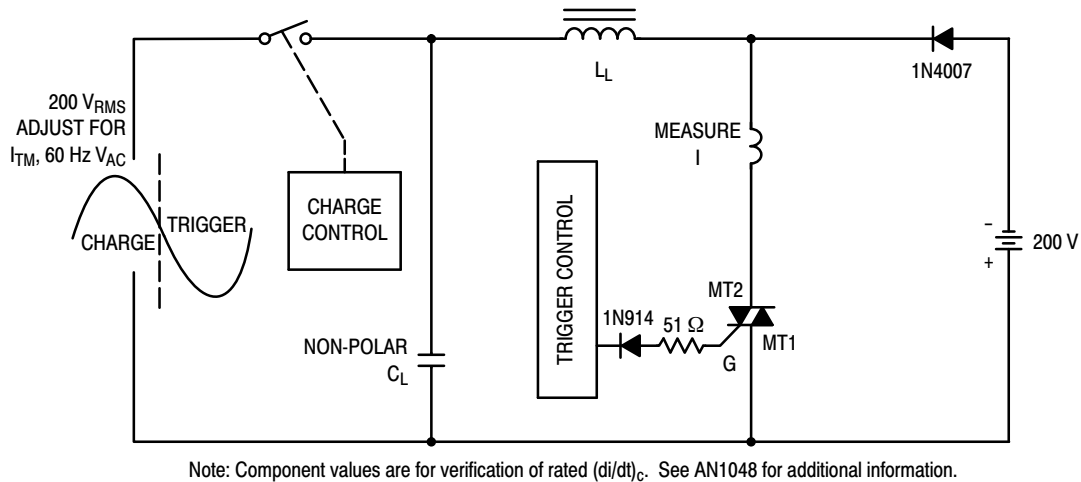 200 V_RMS
ADJUST FOR
I_TM, 60 Hz V_AC
CHARGE
TRIGGER
CHARGE
CONTROL
NON-POLAR
C_L
L_L
TRIGGER CONTROL
MEASURE
I
1N914
51 Ω
MT2
MT1
G
1N4007
-
+
200 V
Note: Component values are for verification of rated (di/dt)_c. See AN1048 for additional information.